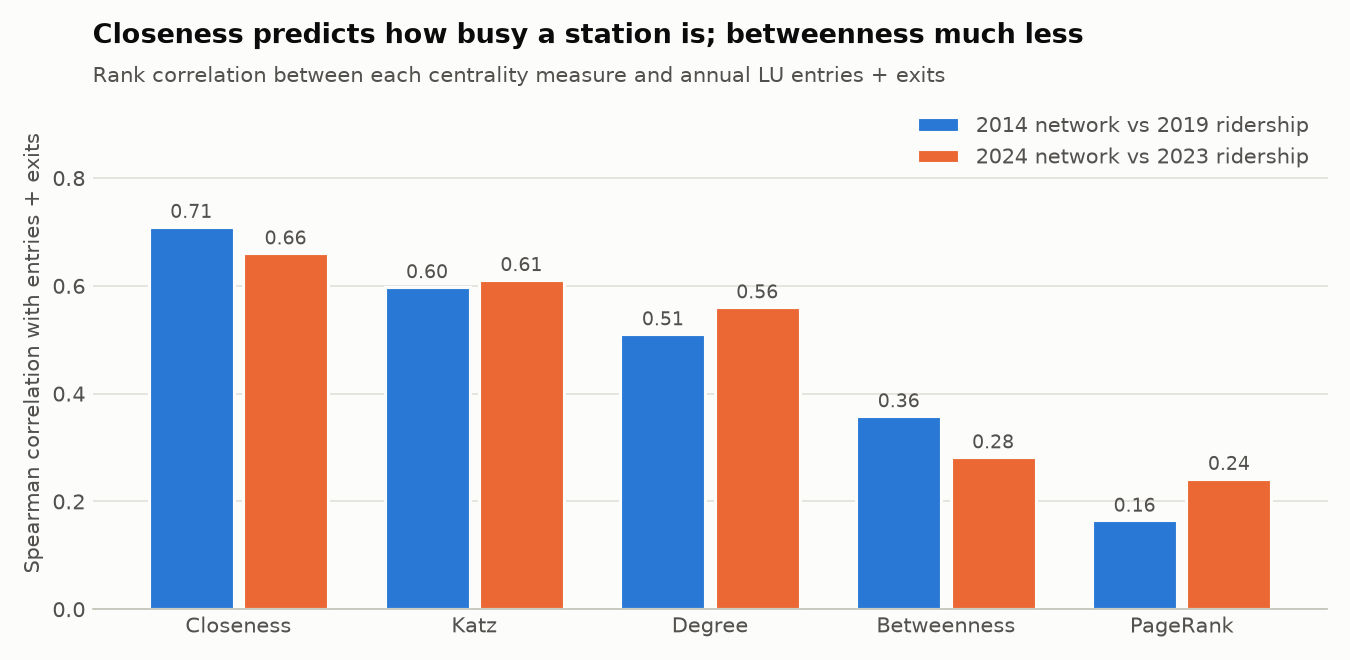 Closeness predicts how busy a station is; betweenness much less
Rank correlation between each centrality measure and annual LU entries + exits
2014 network vs 2019 ridership
2024 network vs 2023 ridership
Spearman correlation with entries + exits
0.8
0.6
0.4
0.2
0.0
0.71
0.66
0.60
0.61
0.51
0.56
0.36
0.28
0.16
0.24
Closeness
Katz
Degree
Betweenness
PageRank